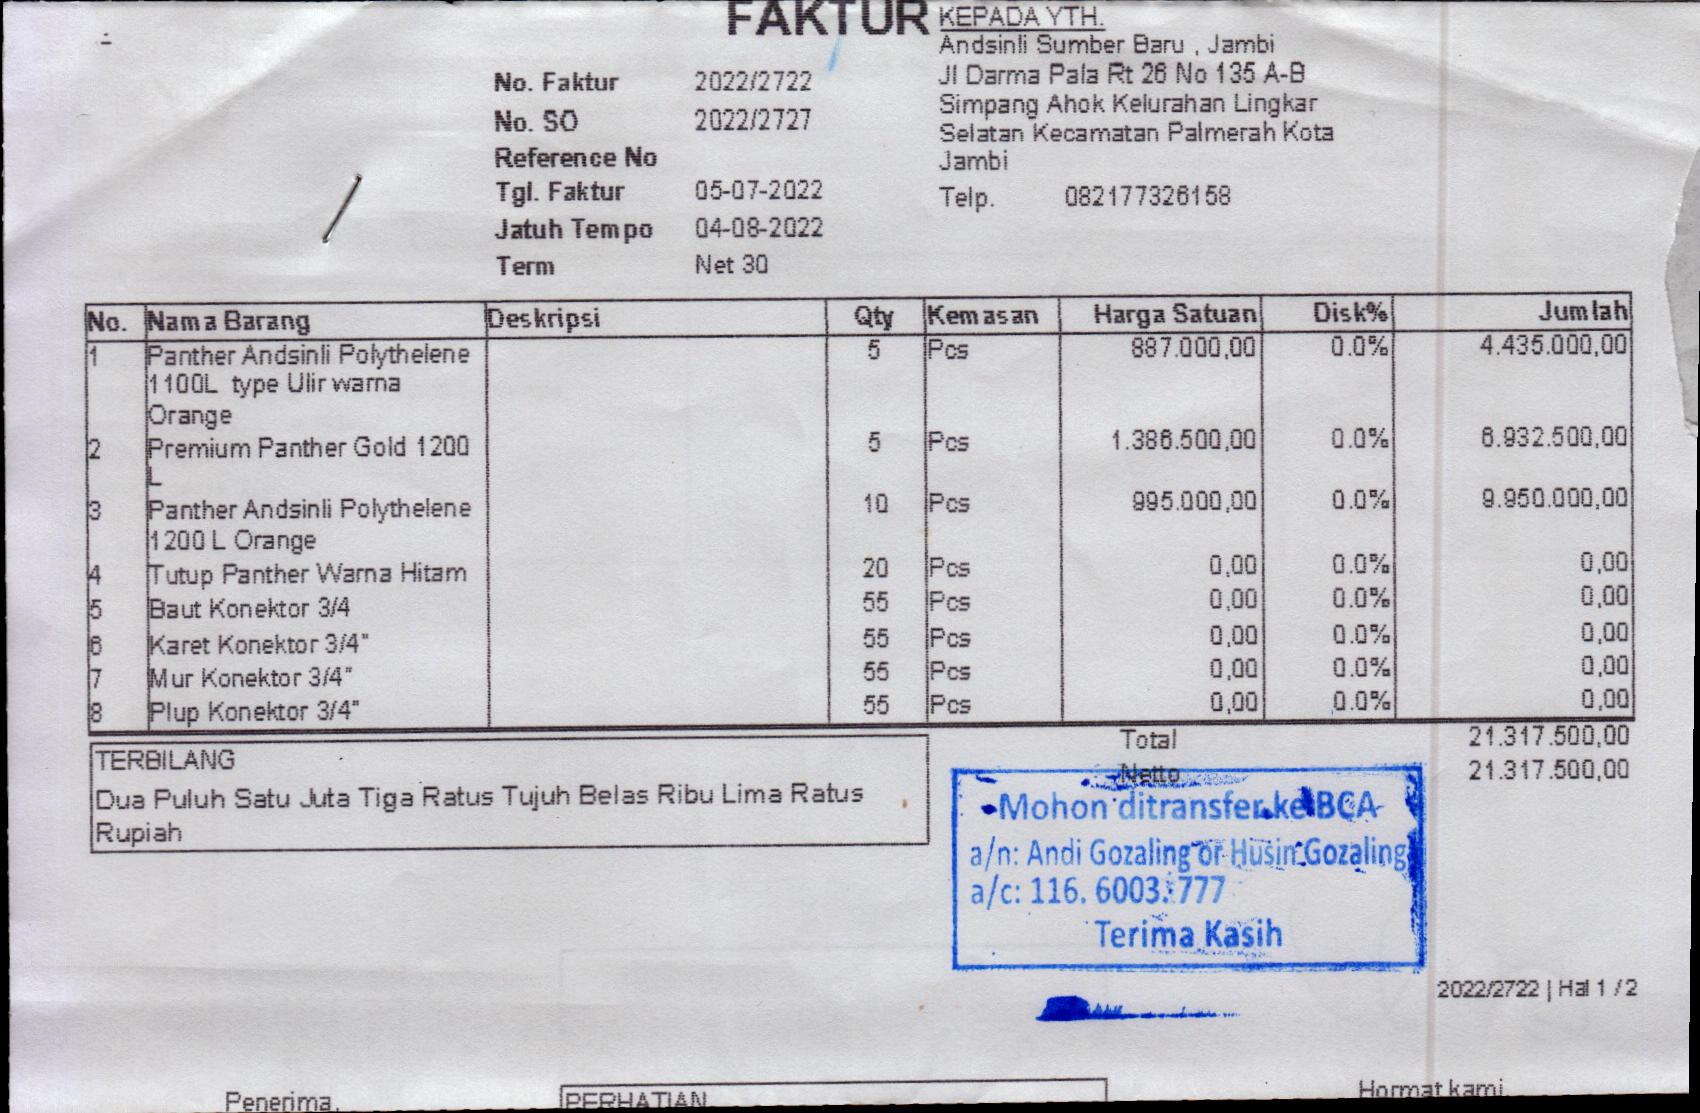 FAKTUR
KEPADA YTH.
Andsinli Sumber Baru , Jambi
Jl Darma Pala Rt 26 No 135 A-B
Simpang Ahok Kelurahan Lingkar
Selatan Kecamatan Palmerah Kota
Jambi
Telp. 082177326158
No. Faktur 2022/2722
No. SO 2022/2727
Reference No
Tgl. Faktur 05-07-2022
Jatuh Tempo 04-08-2022
Term Net 30
No. Nama Barang Deskripsi Qty Kemasan Harga Satuan Disk% Jumlah
1 Panther Andsinli Polythelene 5 Pcs 887.000,00 0.0% 4.435.000,00
1100L type Ulir warna
Orange
2 Premium Panther Gold 1200 5 Pcs 1.386.500,00 0.0% 6.932.500,00
L
3 Panther Andsinli Polythelene 10 Pcs 995.000,00 0.0% 9.950.000,00
1200 L Orange
4 Tutup Panther Warna Hitam 20 Pcs 0,00 0.0% 0,00
5 Baut Konektor 3/4 55 Pcs 0,00 0.0% 0,00
6 Karet Konektor 3/4" 55 Pcs 0,00 0.0% 0,00
7 Mur Konektor 3/4" 55 Pcs 0,00 0.0% 0,00
8 Plup Konektor 3/4" 55 Pcs 0,00 0.0% 0,00
Total 21.317.500,00
Netto 21.317.500,00
TERBILANG
Dua Puluh Satu Juta Tiga Ratus Tujuh Belas Ribu Lima Ratus
Rupiah
Mohon ditransfer ke BCA
a/n: Andi Gozaling or Husin Gozaling
a/c: 116. 6003. 777
Terima Kasih
2022/2722 | Hal 1 / 2
Penerima,
PERHATIAN
Hormat kami,